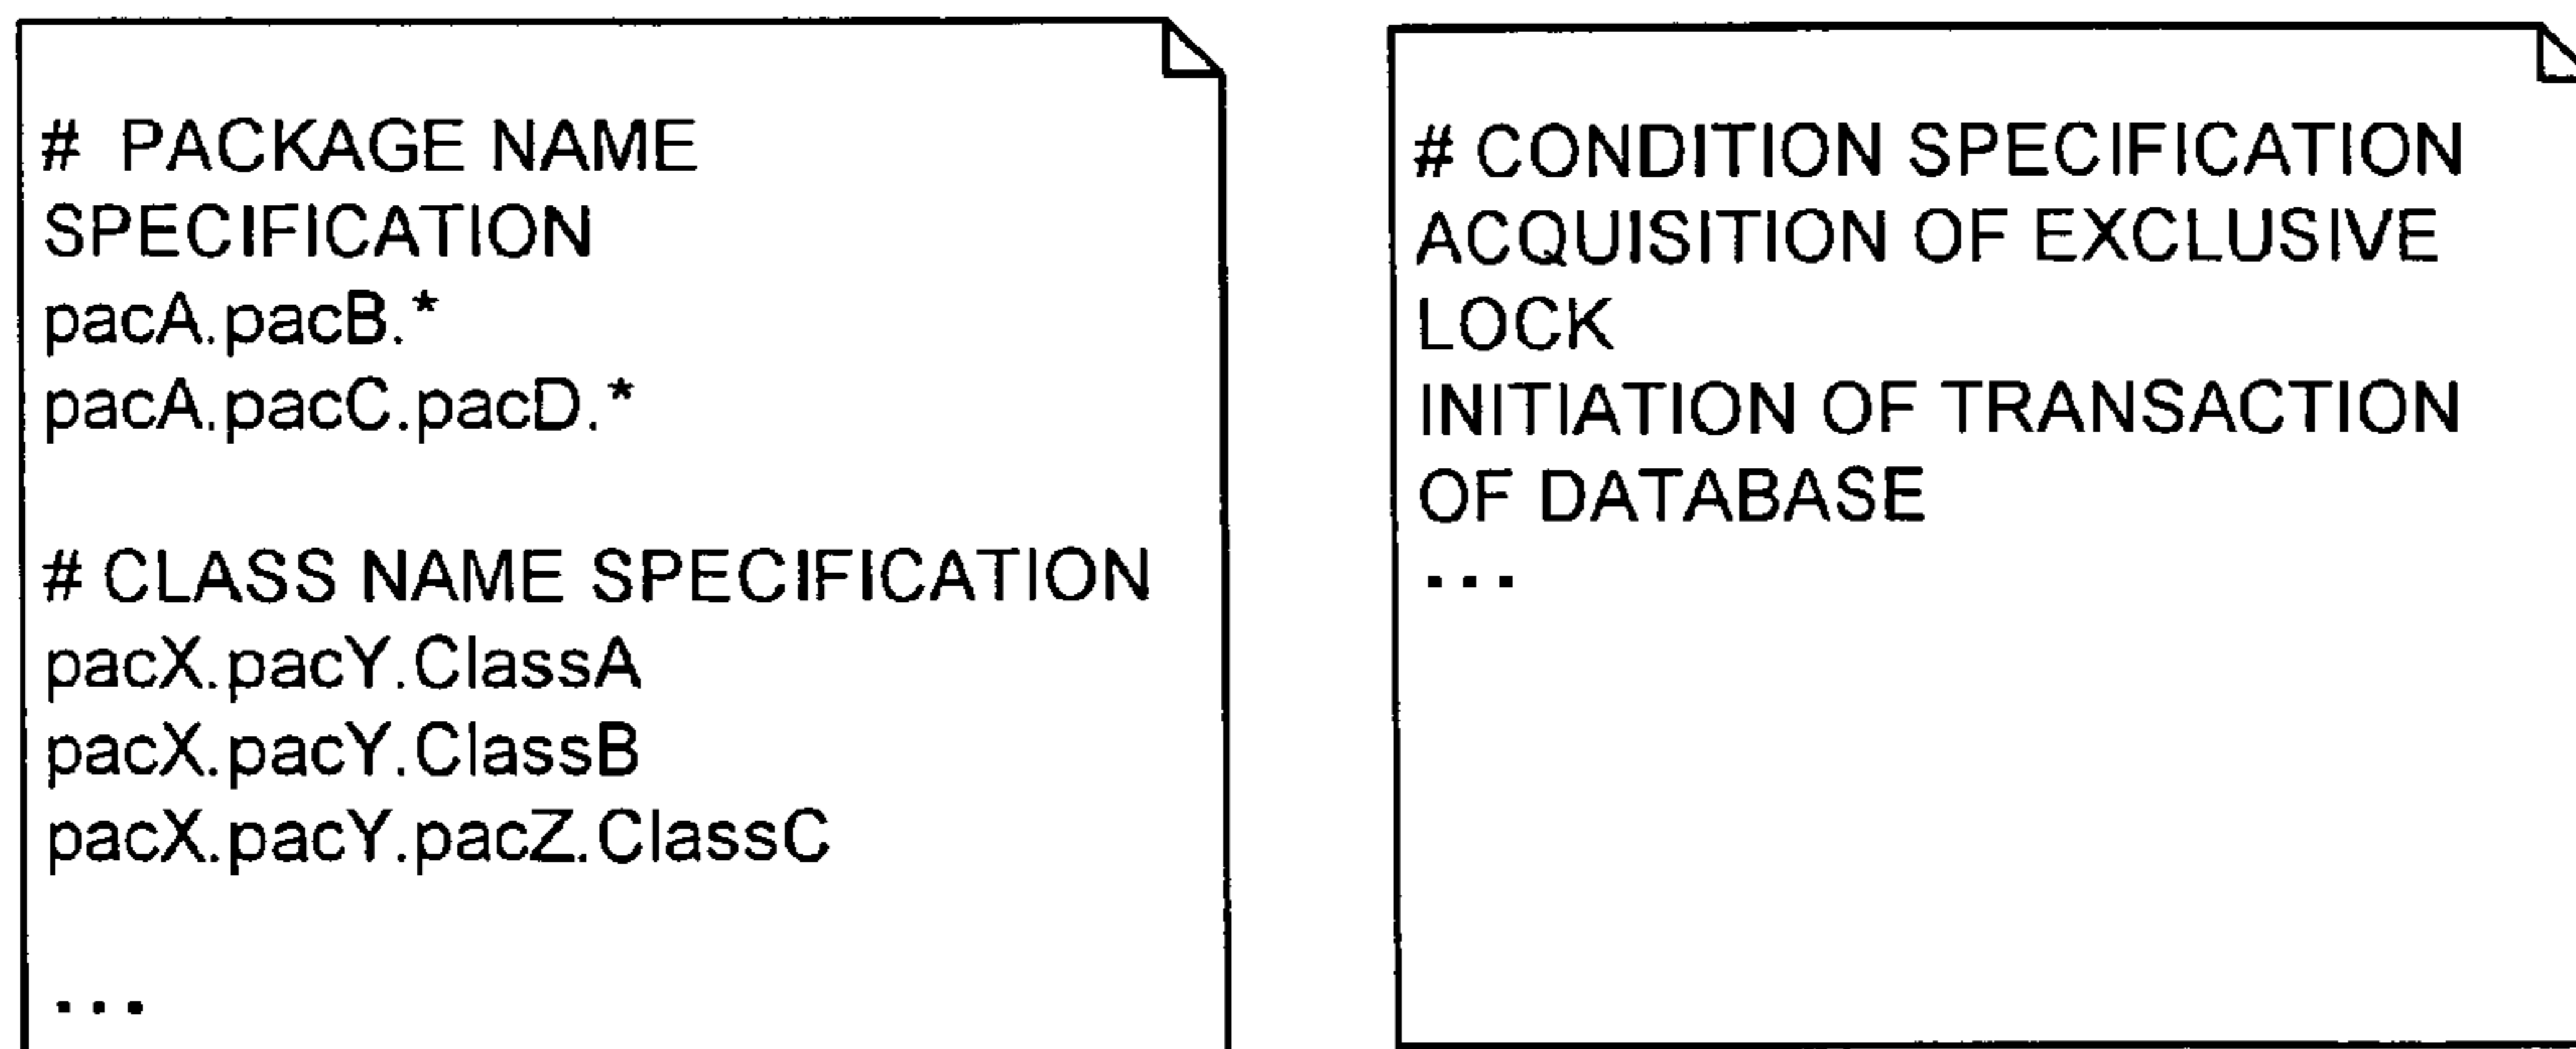 # PACKAGE NAME
SPECIFICATION
pacA.pacB.*
pacA.pacC.pacD.*
# CLASS NAME SPECIFICATION
pacX.pacY.ClassA
pacX.pacY.ClassB
pacX.pacY.pacZ.ClassC
...
# CONDITION SPECIFICATION
ACQUISITION OF EXCLUSIVE
LOCK
INITIATION OF TRANSACTION
OF DATABASE
...